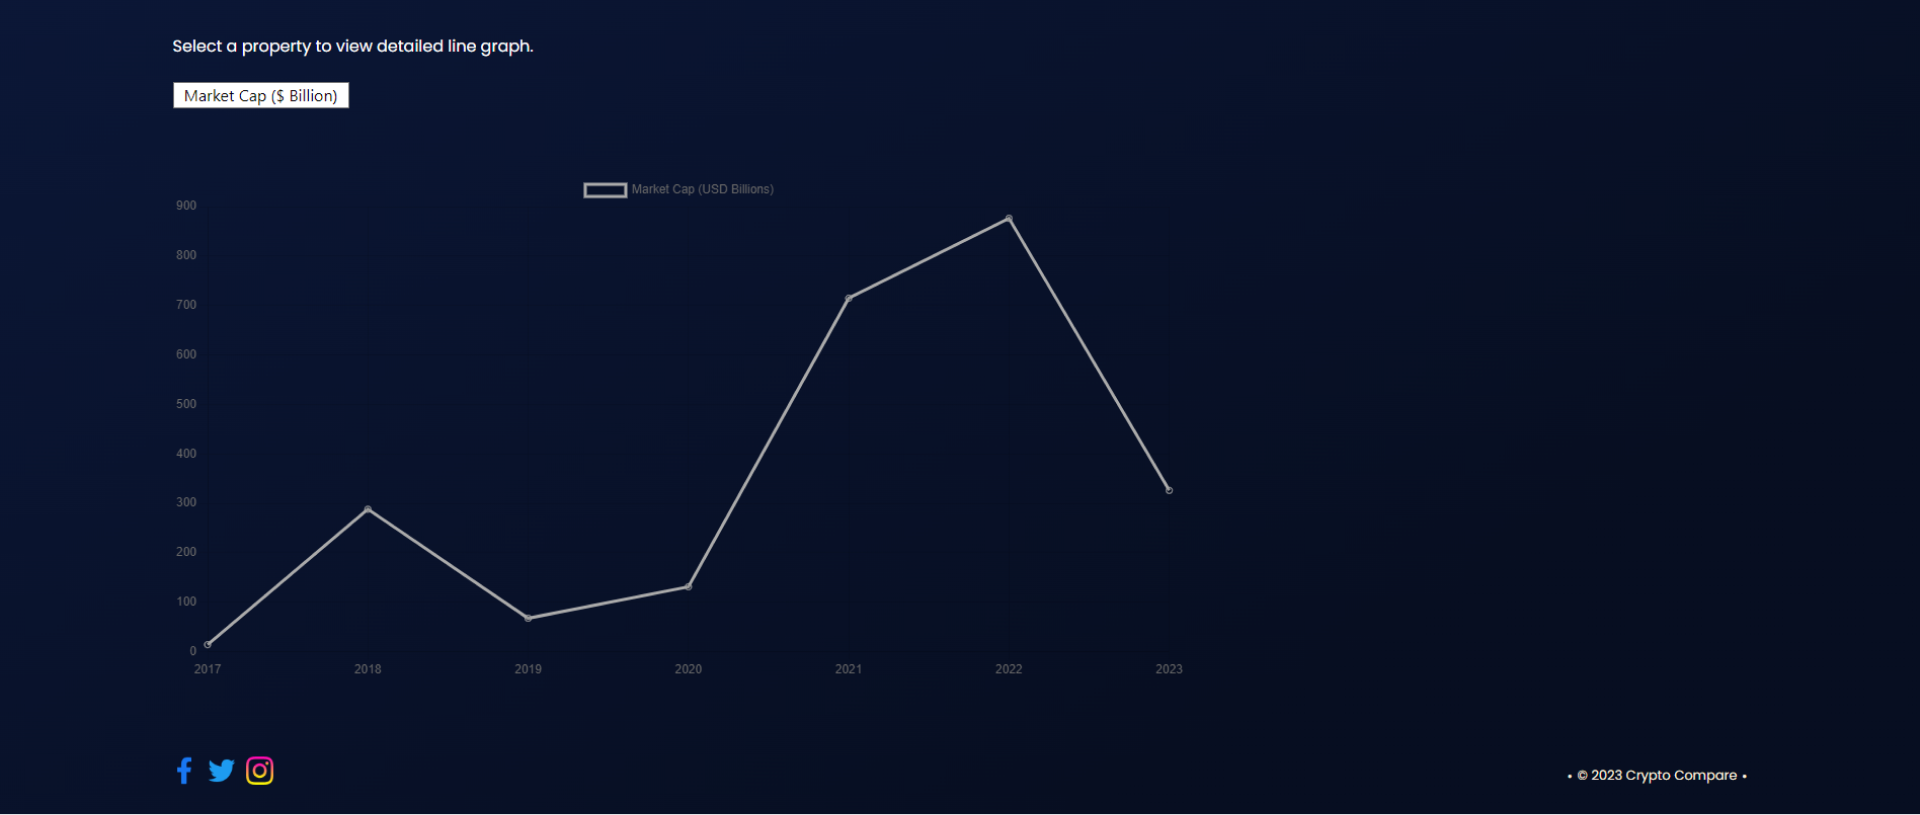 Select a property to view detailed line graph.
Market Cap ($ Billion)
Market Cap (USD Billions)
900
800
700
600
500
400
300
200
100
0
2017 2018 2019 2020 2021 2022 2023
• © 2023 Crypto Compare •